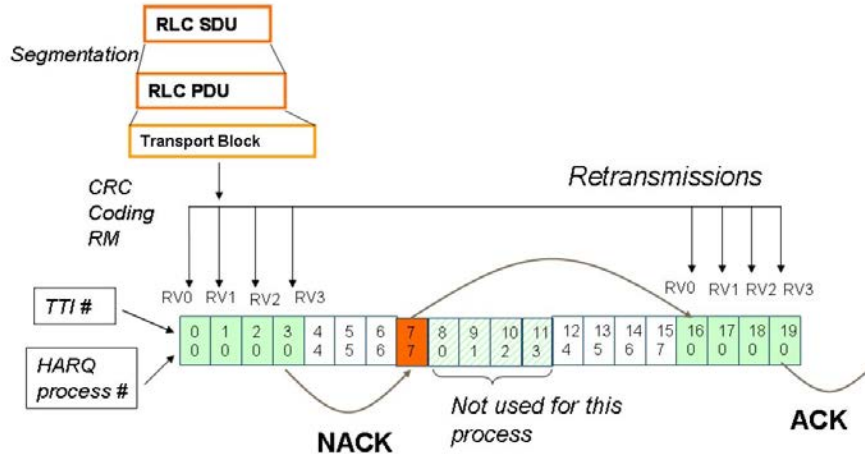 RLC SDU
Segmentation
RLC PDU
Transport Block
CRC
Coding
RM
Retransmissions
RV0 RV1 RV2 RV3 RV0 RV1 RV2 RV3
TTI #
0 1 2 3 4 5 6 7 8 9 10 11 12 13 14 15 16 17 18 19
0 0 0 0 4 5 6 7 0 1 2 3 4 5 6 7 0 0 0 0
HARQ
process #
Not used for this
process
NACK
ACK